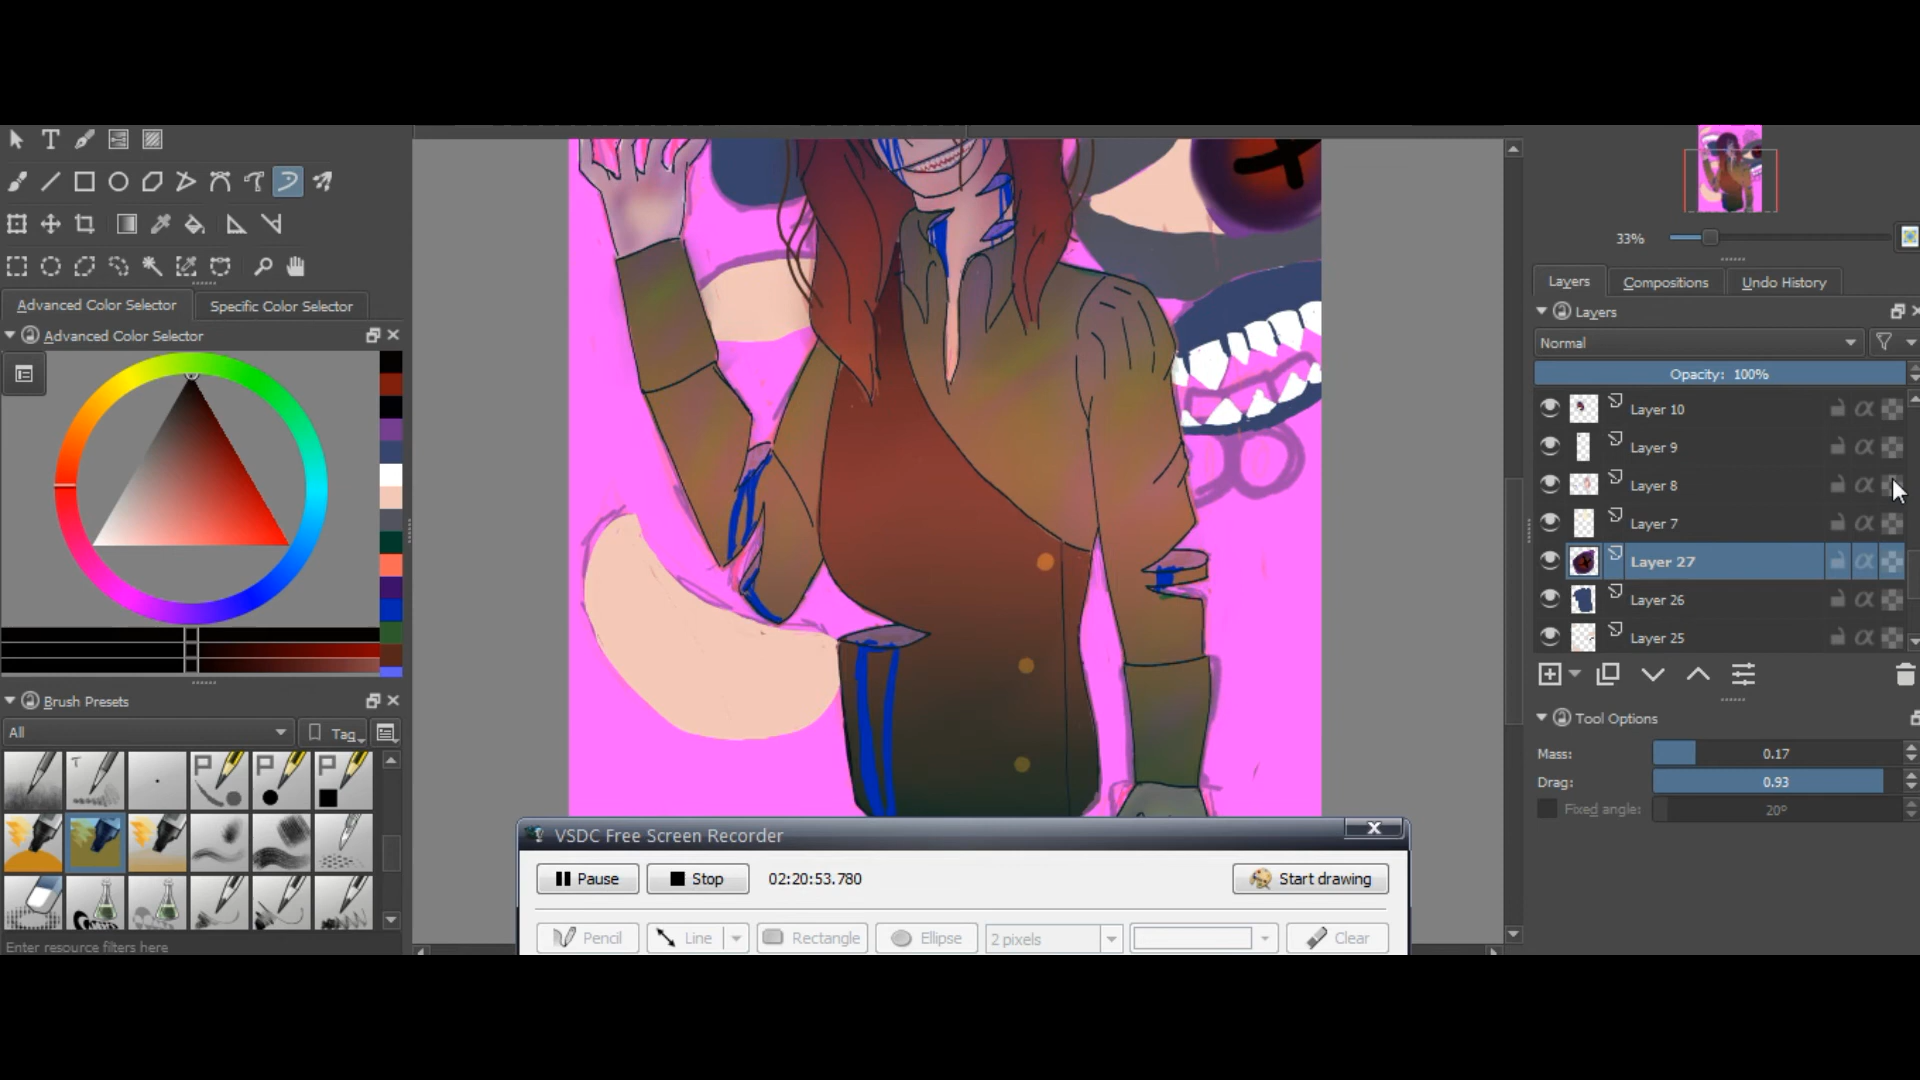 Advanced Color Selector
Specific Color Selector
Advanced Color Selector
Brush Presets
All
Tag
Enter resource filters here
33%
Layers
Compositions
Undo History
Layers
Normal
Opacity: 100%
Layer 10
Layer 9
Layer 8
Layer 7
Layer 27
Layer 26
Layer 25
Tool Options
Mass:
0.17
Drag:
0.93
Fixed angle:
20º
VSDC Free Screen Recorder
Pause
Stop
02:20:53.780
Start drawing
Pencil
Line
Rectangle
Ellipse
2 pixels
Clear